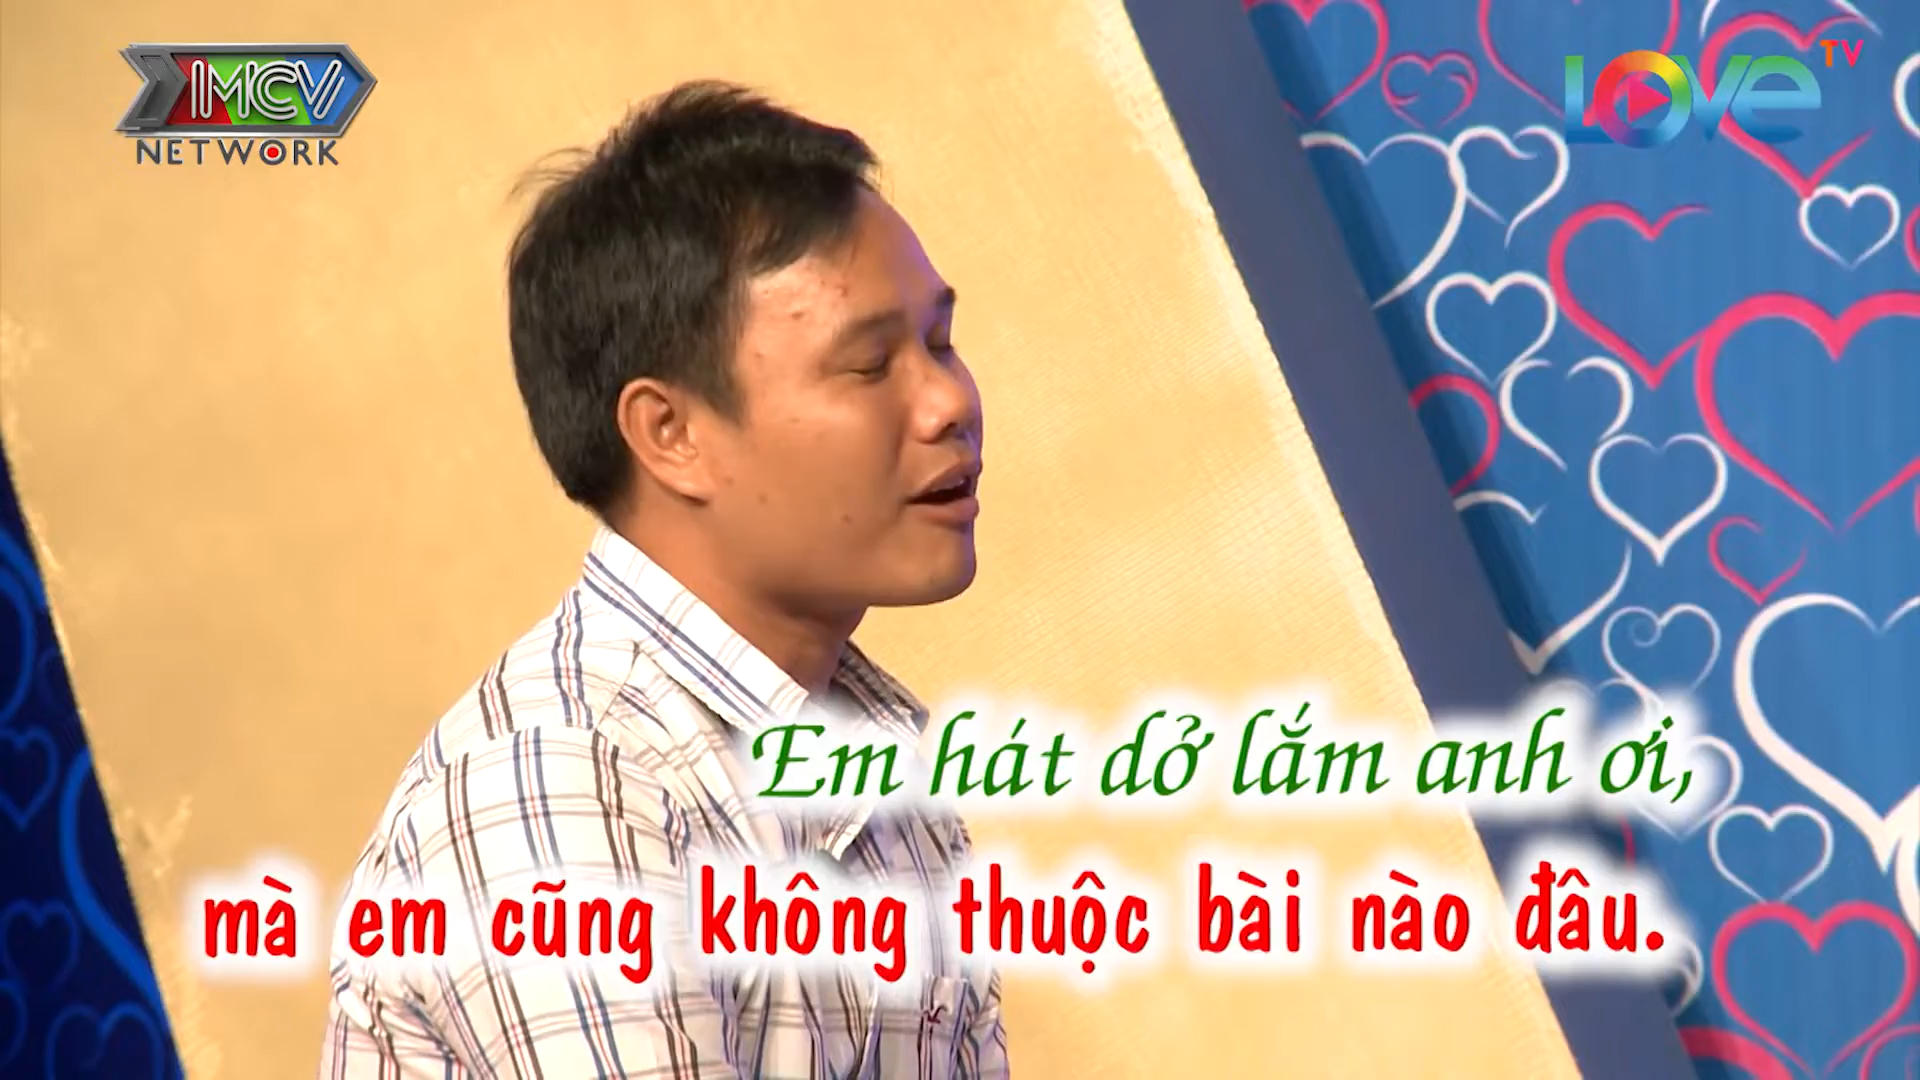 MCV
NETWORK
LOVE TV
Em hát dở lắm anh ơi,
mà em cũng không thuộc bài nào đâu.